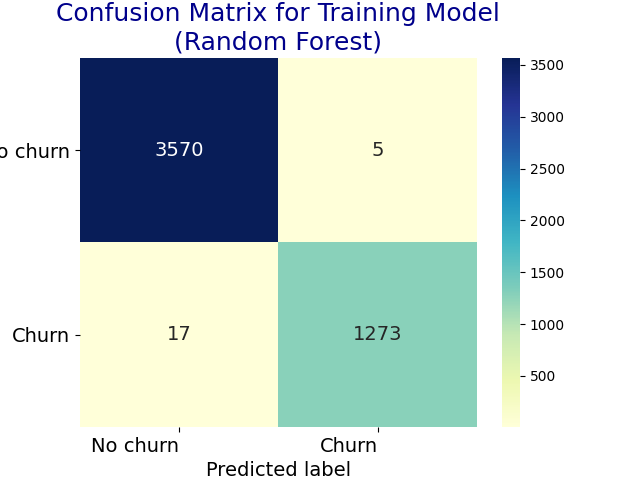 Confusion Matrix for Training Model
(Random Forest)
o churn
3570
5
Churn
17
1273
No churn
Churn
Predicted label
3500
3000
2500
2000
1500
1000
500